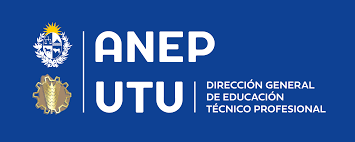 ANEP
UTU
DIRECCIÓN GENERAL
DE EDUCACIÓN
TÉCNICO PROFESIONAL